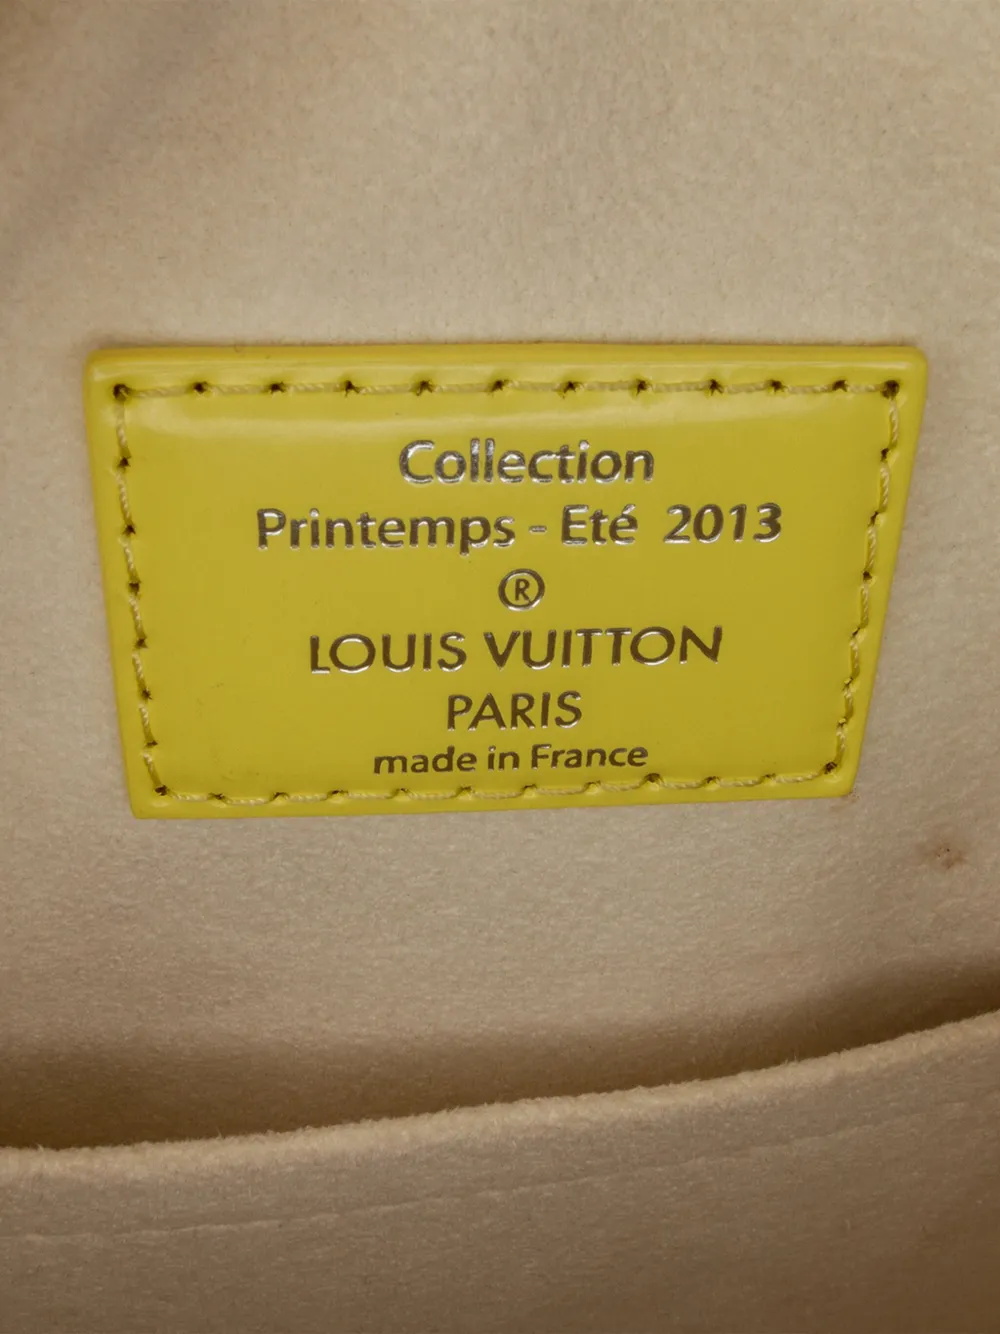 Collection
Printemps - Eté 2013
®
LOUIS VUITTON
PARIS
made in France